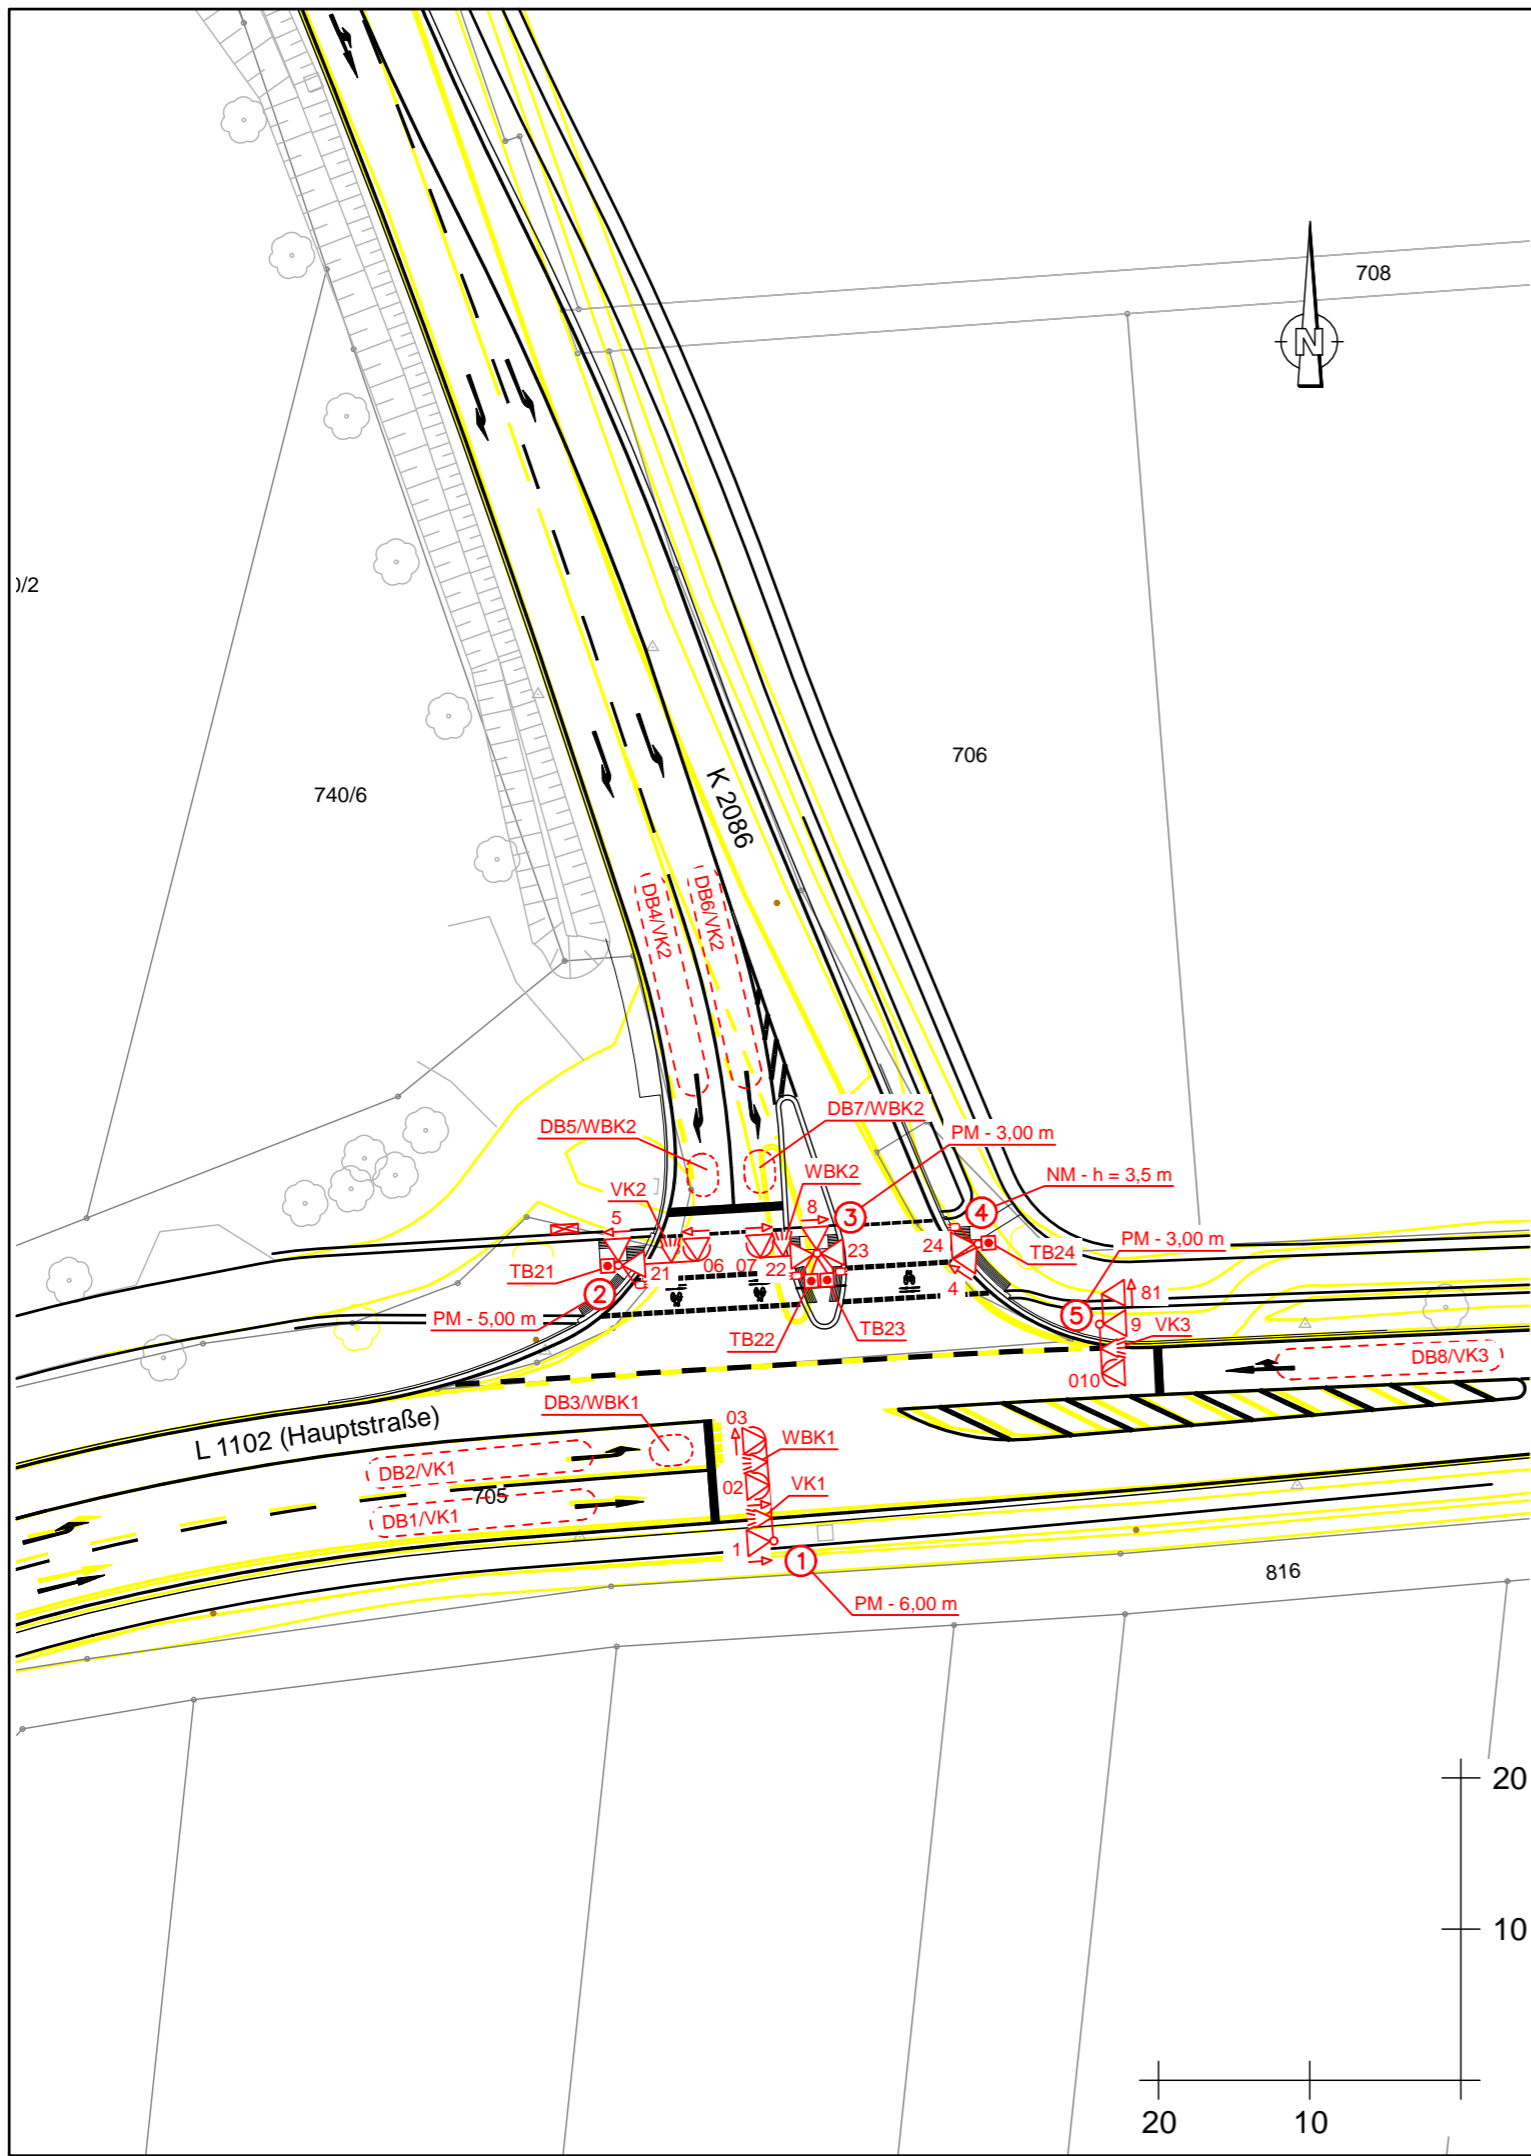 708
N
)/2
706
740/6
K 2086
DB4/VK2
DB6/VK2
DB7/WBK2
DB5/WBK2
PM - 3,00 m
WBK2
NM - h = 3,5 m
VK2
8
3
4
5
24
PM - 3,00 m
23
TB24
TB21
21
06
07
22
4
81
2
5
9
VK3
PM - 5,00 m
TB22
TB23
DB8/VK3
010
DB3/WBK1
03
L 1102 (Hauptstraße)
WBK1
DB2/VK1
02
VK1
705
DB1/VK1
1
1
816
PM - 6,00 m
20
10
20
10